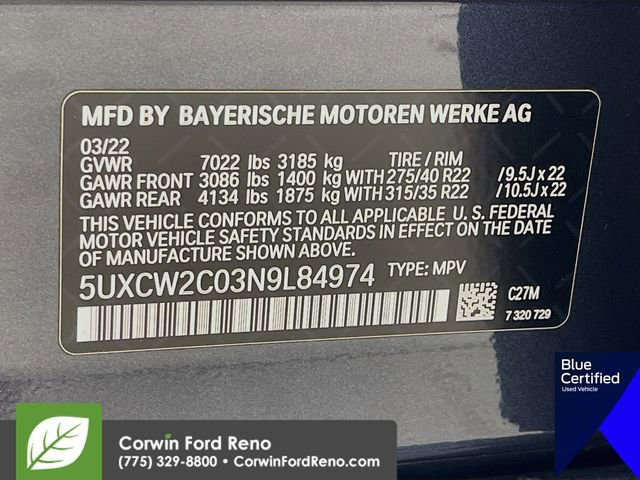 MFD BY BAYERISCHE MOTOREN WERKE AG
03/22
GVWR 7022 lbs 3185 kg TIRE / RIM
GAWR FRONT 3086 lbs 1400 kg WITH 275/40 R22 / 9.5J x 22
GAWR REAR 4134 lbs 1875 kg WITH 315/35 R22 / 10.5J x 22
THIS VEHICLE CONFORMS TO ALL APPLICABLE U. S. FEDERAL
MOTOR VEHICLE SAFETY STANDARDS IN EFFECT ON THE DATE
OF MANUFACTURE SHOWN ABOVE.
5UXCW2C03N9L84974 TYPE: MPV
C27M
7 320 729
Blue
Certified
Used Vehicle
Corwin Ford Reno
(775) 329-8800 • CorwinFordReno.com